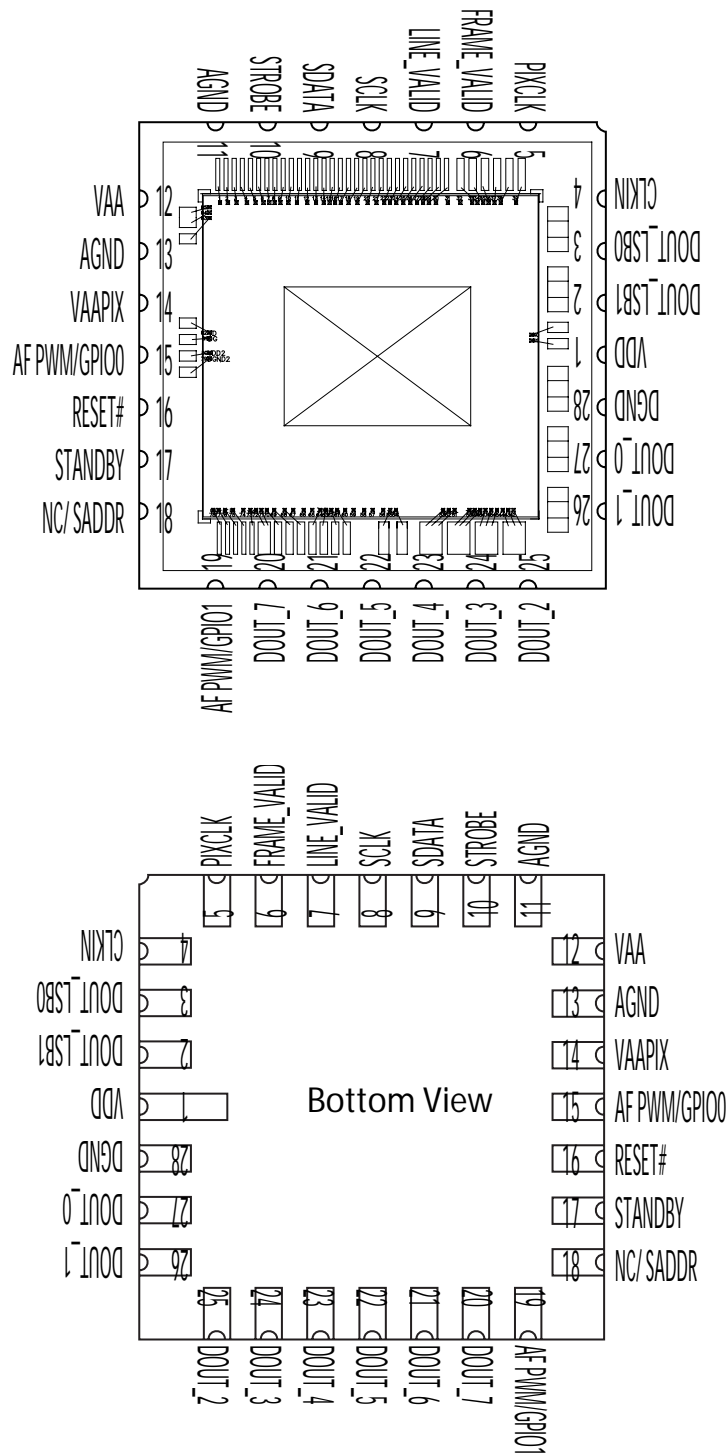 AGND
STROBE
SDATA
SCLK
LINE_VALID
FRAME_VALID
PIXCLK
11
10
9
8
7
6
5
VAA 12
AGND 13
VAAPIX 14
AF PWM/GPIO0 15
RESET# 16
STANDBY 17
NC/ SADDR 18
4 CLKIN
3 DOUT_LSB0
2 DOUT_LSB1
1 VDD
28 DGND
27 DOUT_0
26 DOUT_1
19
20
21
22
23
24
25
AF PWM/GPIO1
DOUT_7
DOUT_6
DOUT_5
DOUT_4
DOUT_3
DOUT_2
PIXCLK
FRAME_VALID
LINE_VALID
SCLK
SDATA
STROBE
AGND
5
6
7
8
9
10
11
CLKIN 4
DOUT_LSB0 3
DOUT_LSB1 2
VDD 1
DGND 28
DOUT_0 27
DOUT_1 26
Bottom View
12 VAA
13 AGND
14 VAAPIX
15 AF PWM/GPIO0
16 RESET#
17 STANDBY
18 NC/ SADDR
25
24
23
22
21
20
19
DOUT_2
DOUT_3
DOUT_4
DOUT_5
DOUT_6
DOUT_7
AF PWM/GPIO1